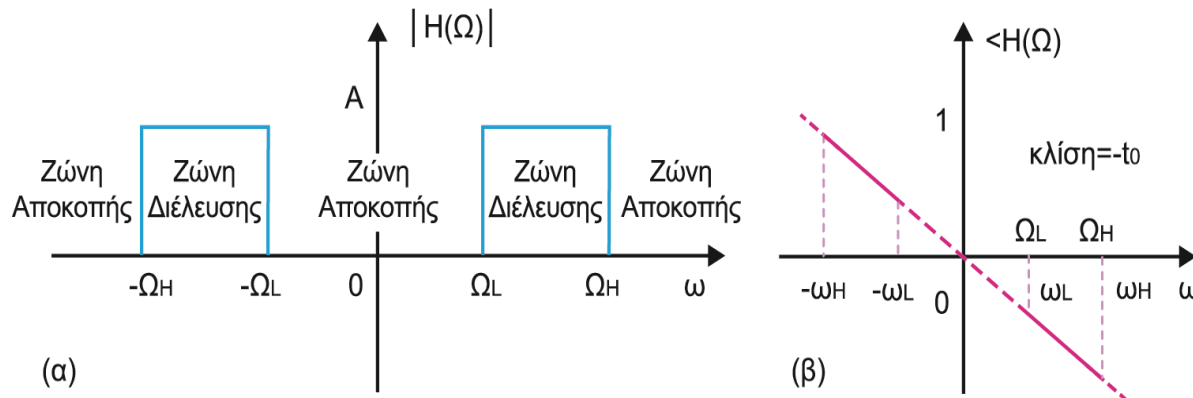 |H(Ω)|
A
Ζώνη Αποκοπής
Ζώνη Διέλευσης
Ζώνη Αποκοπής
Ζώνη Διέλευσης
Ζώνη Αποκοπής
-ΩH -ΩL 0 ΩL ΩH ω
(α)
<H(Ω)
1
κλίση=-t0
ΩL ΩH
-ωH -ωL 0 ωL ωH ω
(β)